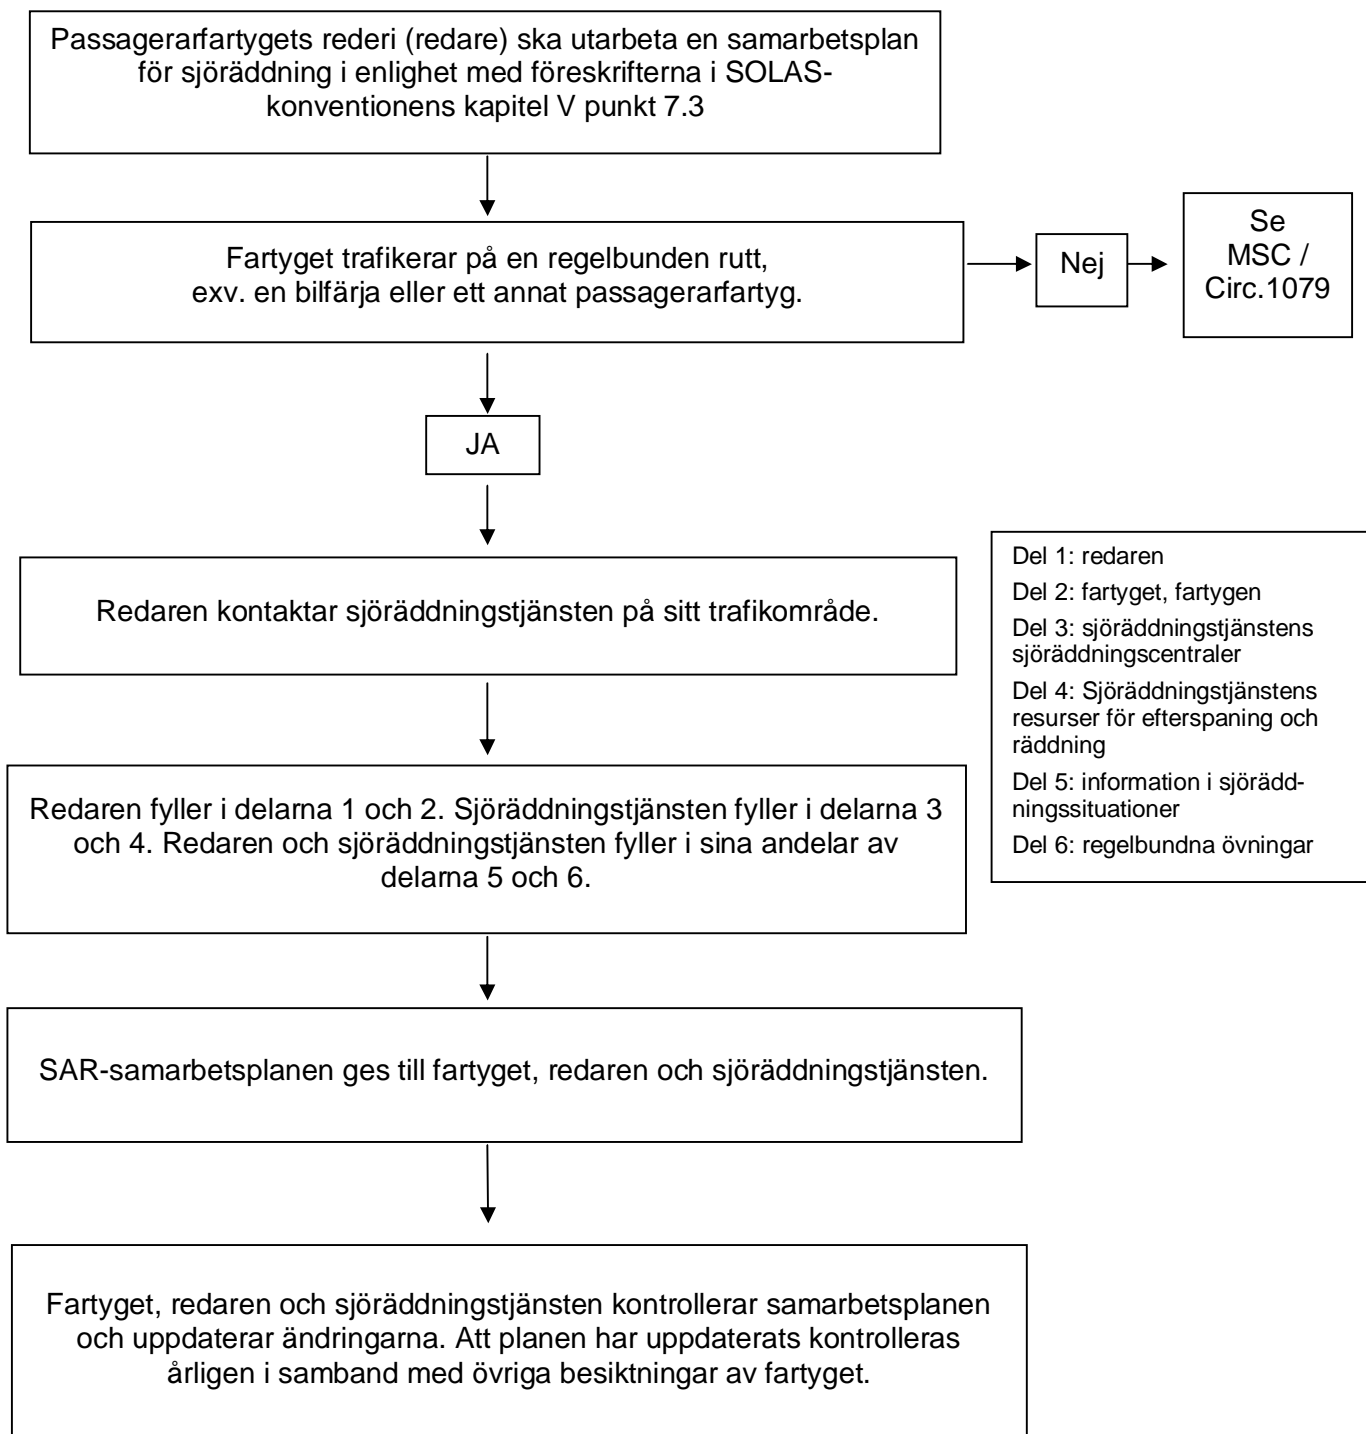 Passagerarfartygets rederi (redare) ska utarbeta en samarbetsplan
för sjöräddning i enlighet med föreskrifterna i SOLAS-
konventionens kapitel V punkt 7.3
Fartyget trafikerar på en regelbunden rutt,
exv. en bilfärja eller ett annat passagerarfartyg.
Nej
Se
MSC /
Circ.1079
JA
Redaren kontaktar sjöräddningstjänsten på sitt trafikområde.
Del 1: redaren
Del 2: fartyget, fartygen
Del 3: sjöräddningstjänstens
sjöräddningscentraler
Del 4: Sjöräddningstjänstens
resurser för efterspaning och
räddning
Del 5: information i sjörädd-
ningssituationer
Del 6: regelbundna övningar
Redaren fyller i delarna 1 och 2. Sjöräddningstjänsten fyller i delarna 3
och 4. Redaren och sjöräddningstjänsten fyller i sina andelar av
delarna 5 och 6.
SAR-samarbetsplanen ges till fartyget, redaren och sjöräddningstjänsten.
Fartyget, redaren och sjöräddningstjänsten kontrollerar samarbetsplanen
och uppdaterar ändringarna. Att planen har uppdaterats kontrolleras
årligen i samband med övriga besiktningar av fartyget.